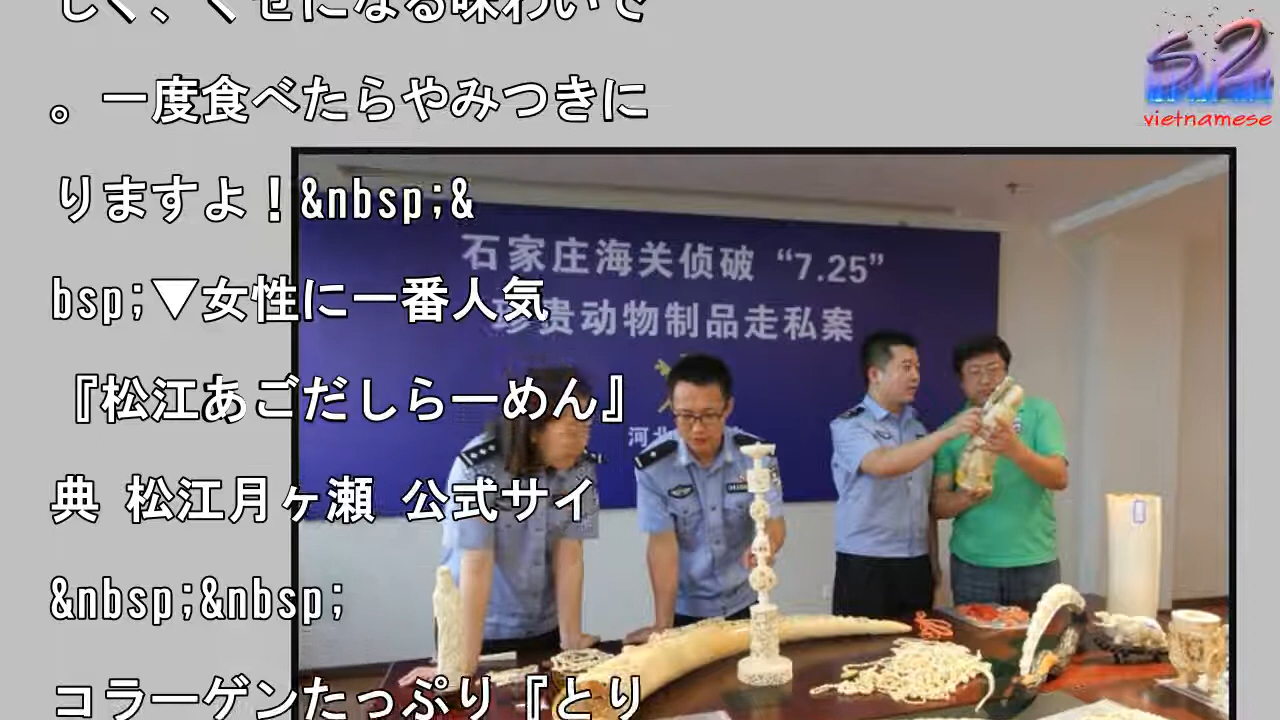 しく、くせになる味わいで
。一度食べたらやみつきに
りますよ！&nbsp;&
bsp;▼女性に一番人気
『松江あごだしらーめん』
典 松江月ヶ瀬 公式サイ
&nbsp;&nbsp;
コラーゲンたっぷり『とり
s2
vietnamese
石家庄海关侦破“7.25”
珍贵动物制品走私案
河北